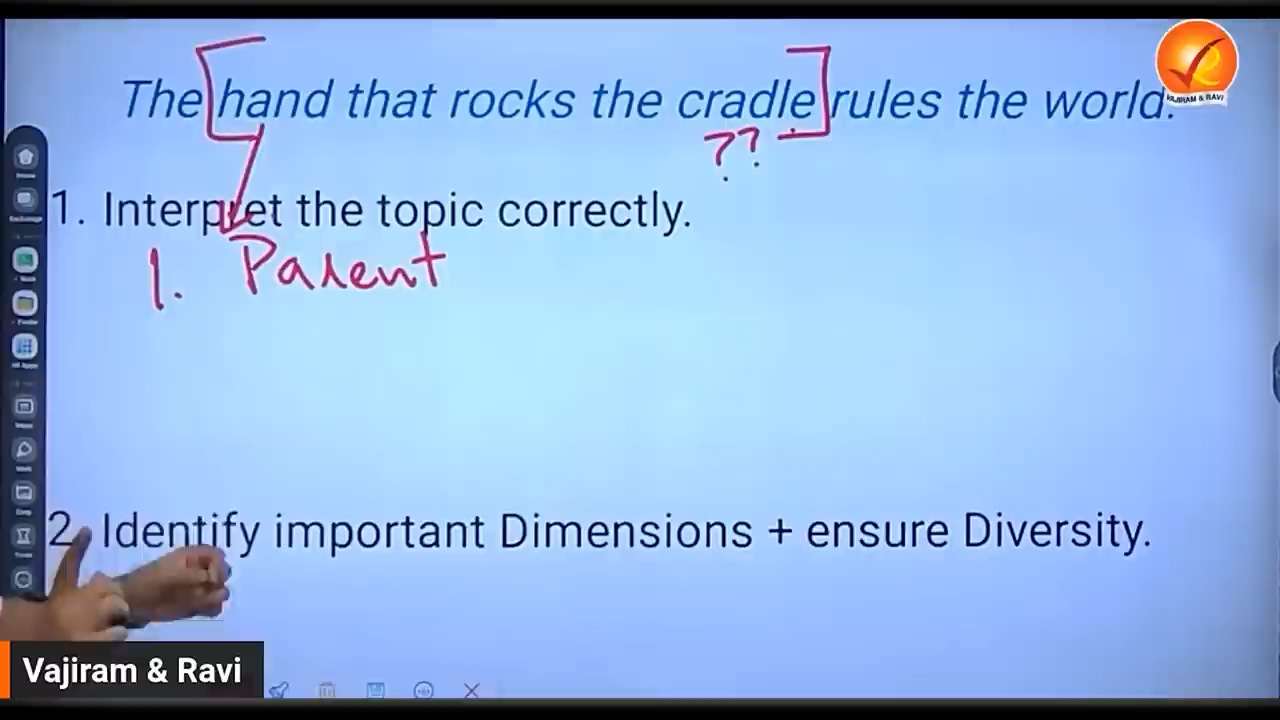 The hand that rocks the cradle rules the world.
??
1. Interpret the topic correctly.
1. Parent
2. Identify important Dimensions + ensure Diversity.
VAJIRAM & RAVI
Vajiram & Ravi